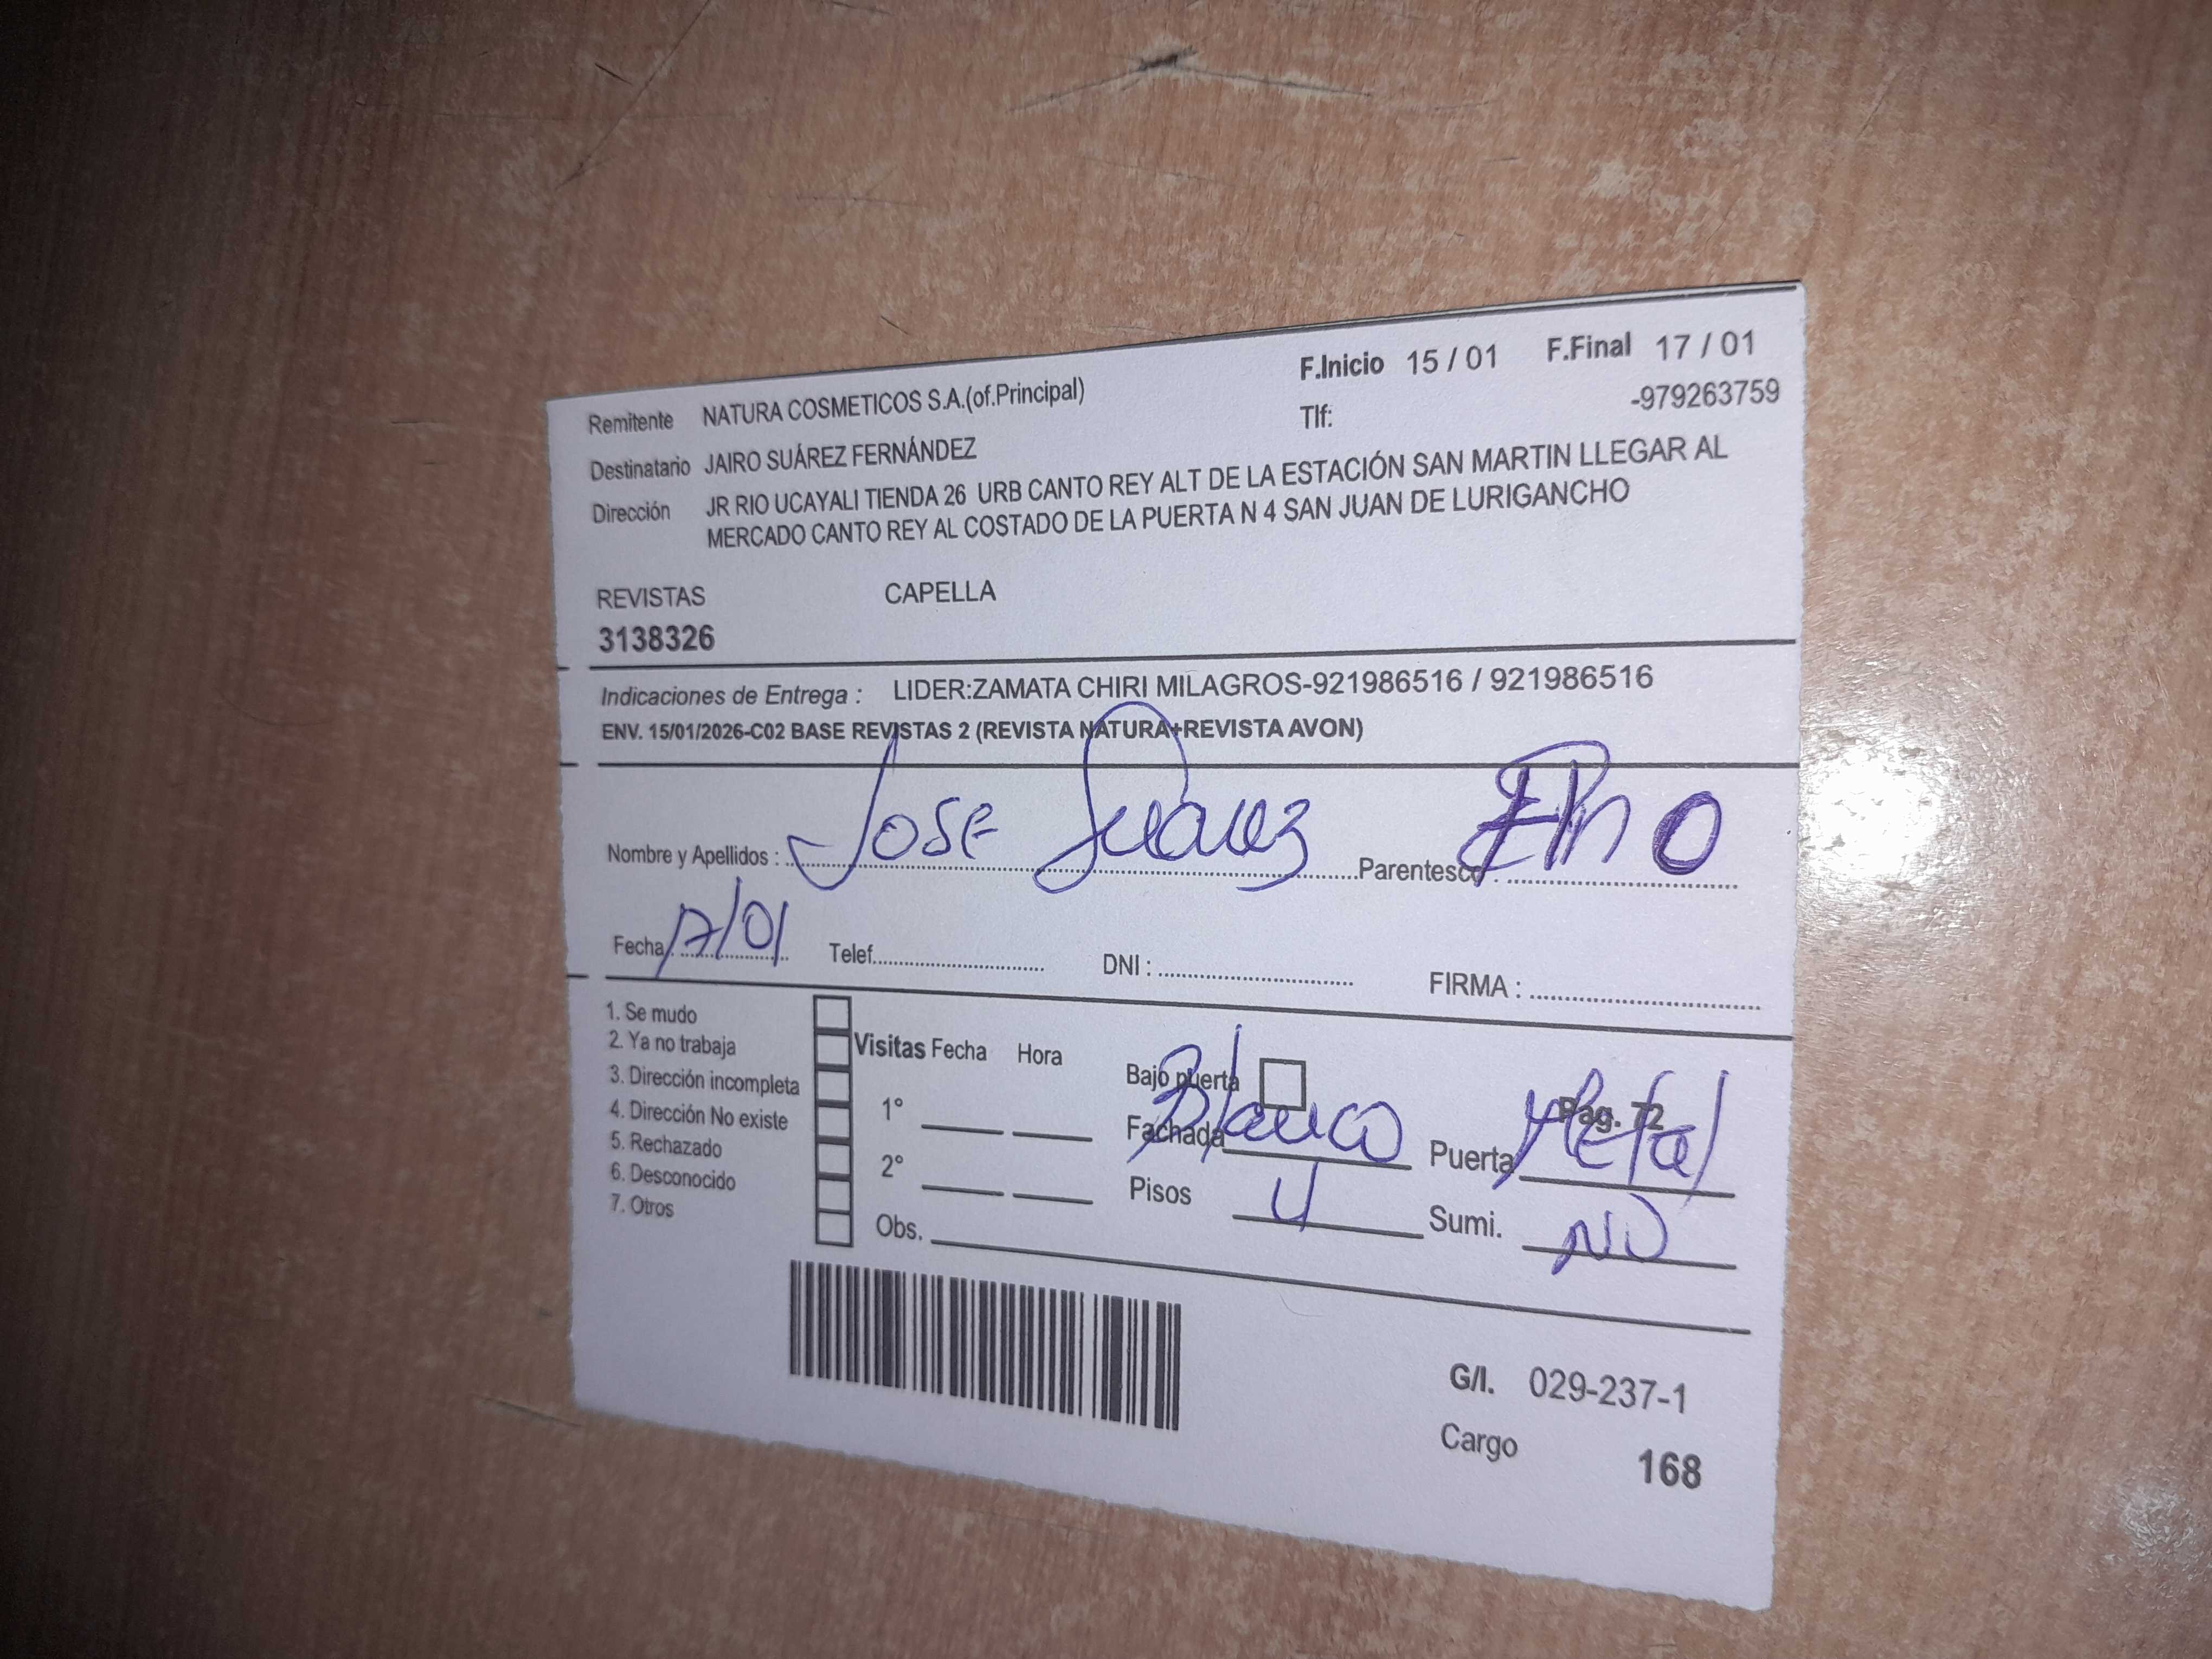 F.Inicio 15 / 01 F.Final 17 / 01
Remitente NATURA COSMETICOS S.A.(of.Principal) Tlf: -979263759
Destinatario JAIRO SUÁREZ FERNÁNDEZ
Dirección JR RIO UCAYALI TIENDA 26 URB CANTO REY ALT DE LA ESTACIÓN SAN MARTIN LLEGAR AL
MERCADO CANTO REY AL COSTADO DE LA PUERTA N 4 SAN JUAN DE LURIGANCHO
REVISTAS CAPELLA
3138326
Indicaciones de Entrega : LIDER:ZAMATA CHIRI MILAGROS-921986516 / 921986516
ENV. 15/01/2026-C02 BASE REVISTAS 2 (REVISTA NATURA+REVISTA AVON)
Nombre y Apellidos : Jose Suarez Parentesco :
Fecha : 17/01 Telef. DNI : FIRMA :
1. Se mudo
2. Ya no trabaja
3. Dirección incompleta
4. Dirección No existe
5. Rechazado
6. Desconocido
7. Otros
Visitas Fecha Hora
1°
2°
Obs.
Bajo puerta Pag. 72
Fachada Blanco Puerta Metal
Pisos 4 Sumi. NO
G/I. 029-237-1
Cargo 168